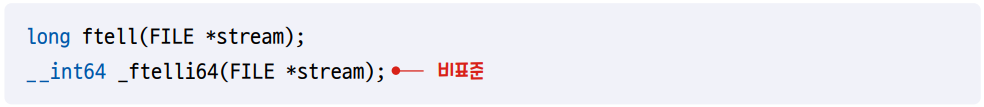 long ftell(FILE *stream);
__int64 _ftelli64(FILE *stream); 비표준